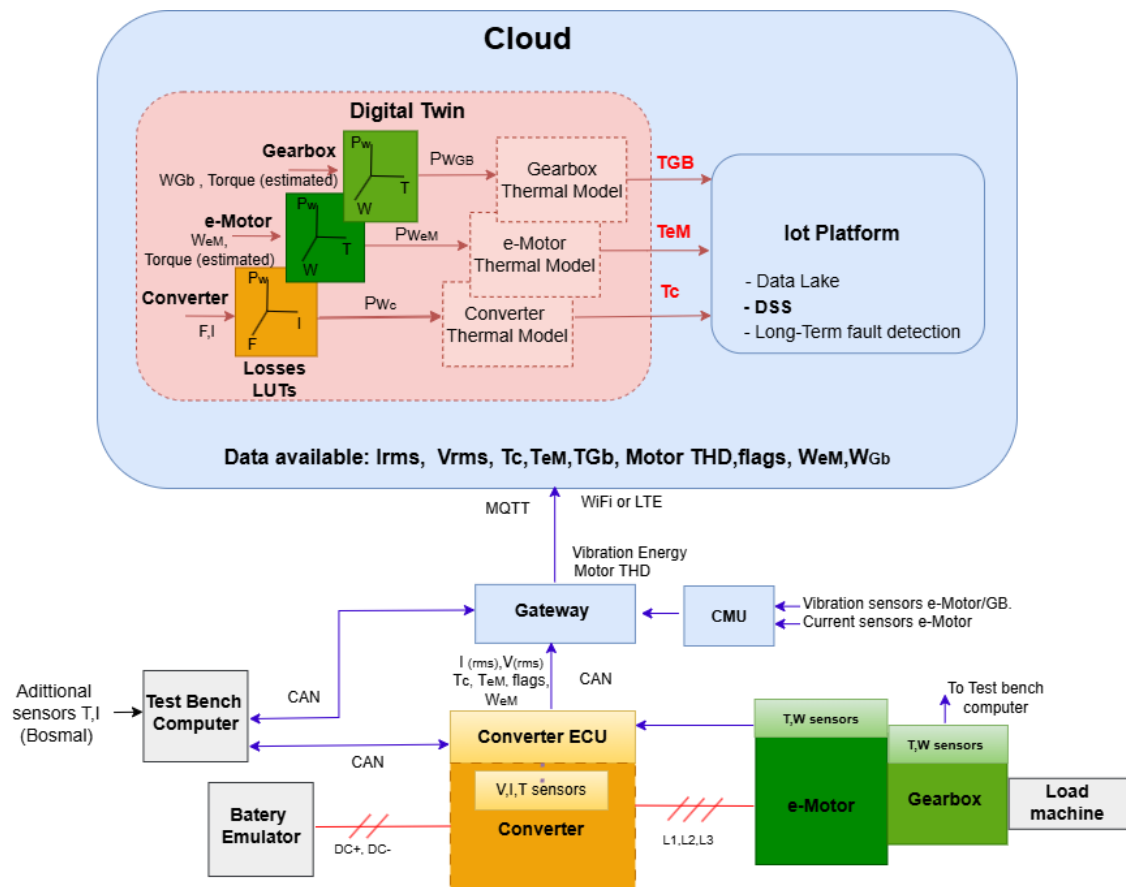 Cloud
Digital Twin
Gearbox
WGb , Torque (estimated)
Pw
T
W
PWGB
Gearbox
Thermal Model
TGB
e-Motor
WeM,
Torque (estimated)
Pw
T
W
PWeM
e-Motor
Thermal Model
TeM
Converter
F,I
Pw
I
F
PWc
Converter
Thermal Model
Tc
Losses
LUTs
Iot Platform
- Data Lake
- DSS
- Long-Term fault detection
Data available: Irms, Vrms, Tc,TeM,TGb, Motor THD,flags, WeM,WGb
MQTT
WiFi or LTE
Vibration Energy
Motor THD
Gateway
CMU
Vibration sensors e-Motor/GB.
Current sensors e-Motor
I (rms),V(rms)
Tc, TeM, flags,
WeM
CAN
Adittional
sensors T,I
(Bosmal)
Test Bench
Computer
CAN
CAN
Converter ECU
V,I,T sensors
Converter
Batery
Emulator
DC+, DC-
L1,L2,L3
T,W sensors
e-Motor
To Test bench
computer
T,W sensors
Gearbox
Load
machine